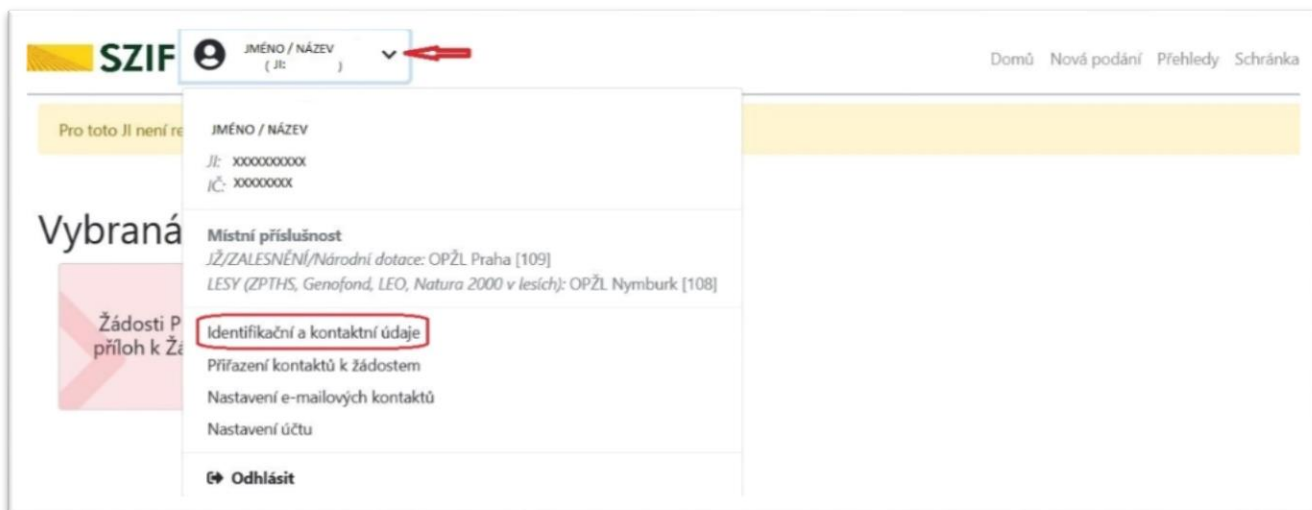 SZIF
JMÉNO / NÁZEV
( JI: )
Domů Nová podání Přehledy Schránka
Pro toto JI není re
JMÉNO / NÁZEV
JI: xxxxxxxxxx
IČ: xxxxxxxx
Vybraná
Místní příslušnost
JŽ/ZALESNĚNÍ/Národní dotace: OPŽL Praha [109]
LESY (ZPTHS, Genofond, LEO, Natura 2000 v lesích): OPŽL Nymburk [108]
Žádosti P
příloh k Žá
Identifikační a kontaktní údaje
Přiřazení kontaktů k žádostem
Nastavení e-mailových kontaktů
Nastavení účtu
Odhlásit